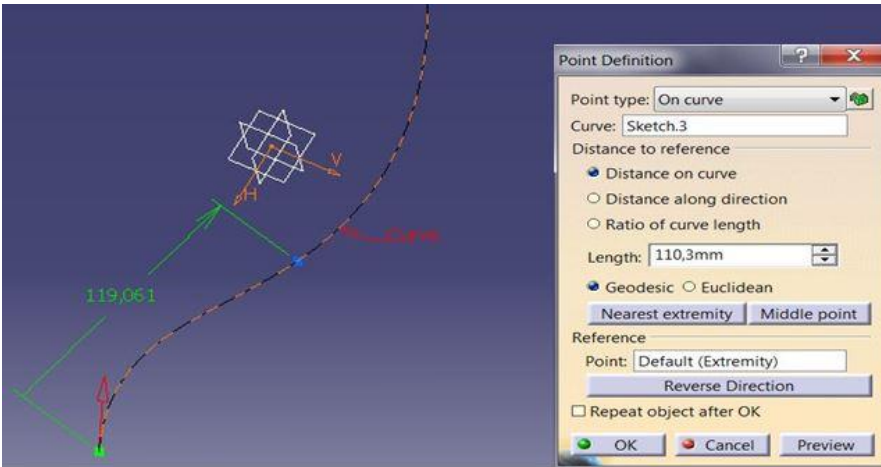 V
H
Curve
119,061
Point Definition
?
X
Point type: On curve
Curve: Sketch.3
Distance to reference
Distance on curve
Distance along direction
Ratio of curve length
Length: 110,3mm
Geodesic Euclidean
Nearest extremity Middle point
Reference
Point: Default (Extremity)
Reverse Direction
Repeat object after OK
OK Cancel Preview